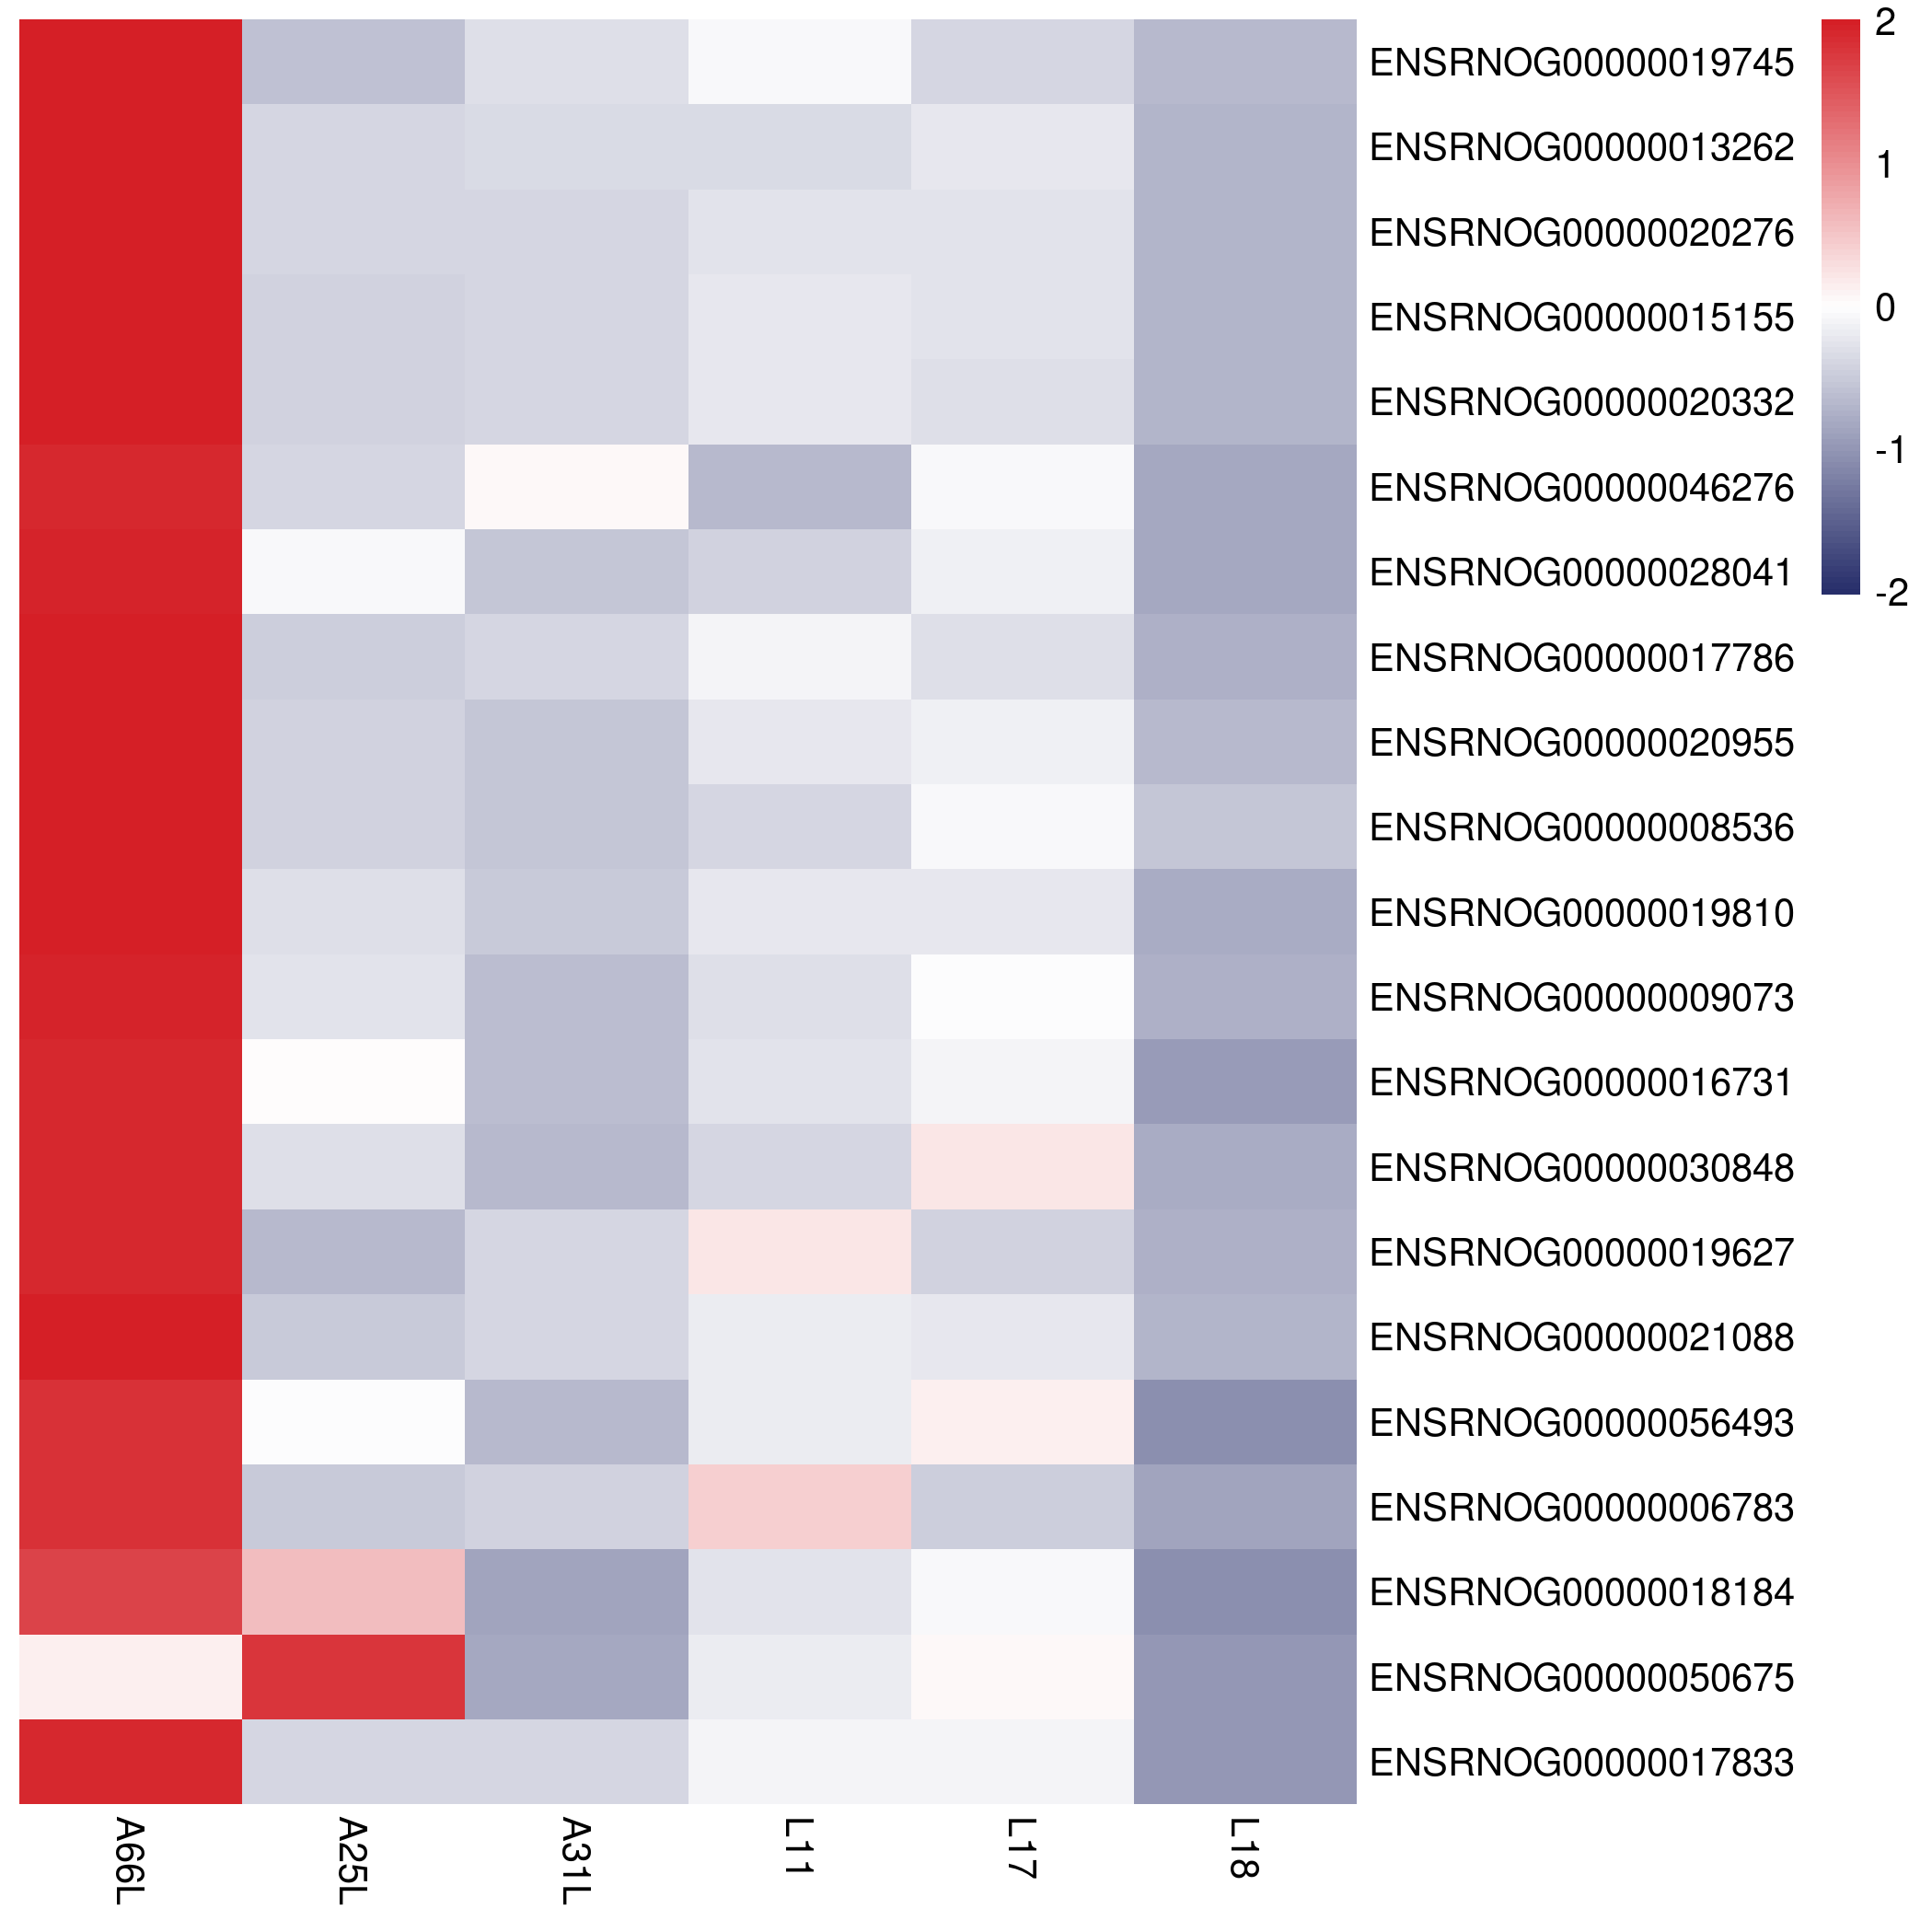 ENSRNOG00000019745
ENSRNOG00000013262
ENSRNOG00000020276
ENSRNOG00000015155
ENSRNOG00000020332
ENSRNOG00000046276
ENSRNOG00000028041
ENSRNOG00000017786
ENSRNOG00000020955
ENSRNOG00000008536
ENSRNOG00000019810
ENSRNOG00000009073
ENSRNOG00000016731
ENSRNOG00000030848
ENSRNOG00000019627
ENSRNOG00000021088
ENSRNOG00000056493
ENSRNOG00000006783
ENSRNOG00000018184
ENSRNOG00000050675
ENSRNOG00000017833
2
1
0
-1
-2
A66L
A25L
A31L
L11
L17
L18